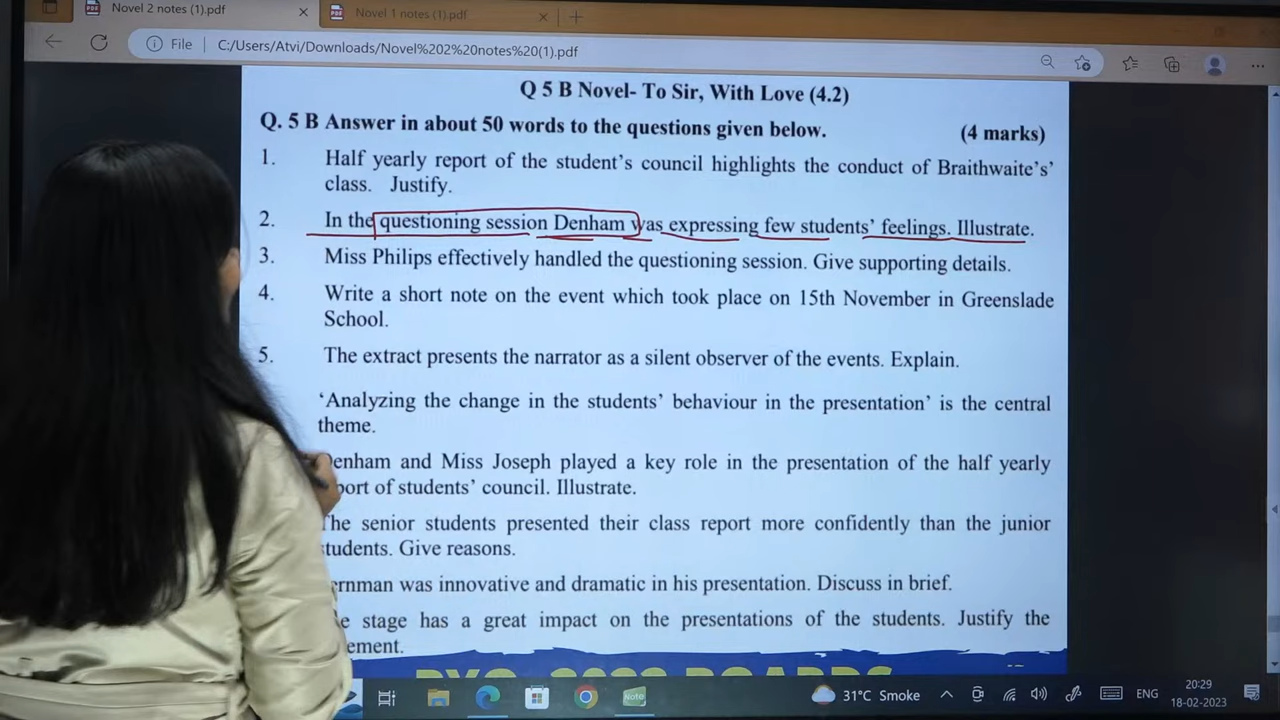 Novel 2 notes (1).pdf
Novel 1 notes (1).pdf
File
C:/Users/Atvi/Downloads/Novel%202%20notes%20(1).pdf
Q 5 B Novel- To Sir, With Love (4.2)
Q. 5 B Answer in about 50 words to the questions given below. (4 marks)
1. Half yearly report of the student's council highlights the conduct of Braithwaite's'
class. Justify.
2. In the questioning session Denham was expressing few students' feelings. Illustrate.
3. Miss Philips effectively handled the questioning session. Give supporting details.
4. Write a short note on the event which took place on 15th November in Greenslade
School.
5. The extract presents the narrator as a silent observer of the events. Explain.
'Analyzing the change in the students' behaviour in the presentation' is the central
theme.
Denham and Miss Joseph played a key role in the presentation of the half yearly
port of students' council. Illustrate.
The senior students presented their class report more confidently than the junior
students. Give reasons.
ernman was innovative and dramatic in his presentation. Discuss in brief.
e stage has a great impact on the presentations of the students. Justify the
ement.
Note
31°C Smoke
ENG
20:29
18-02-2023